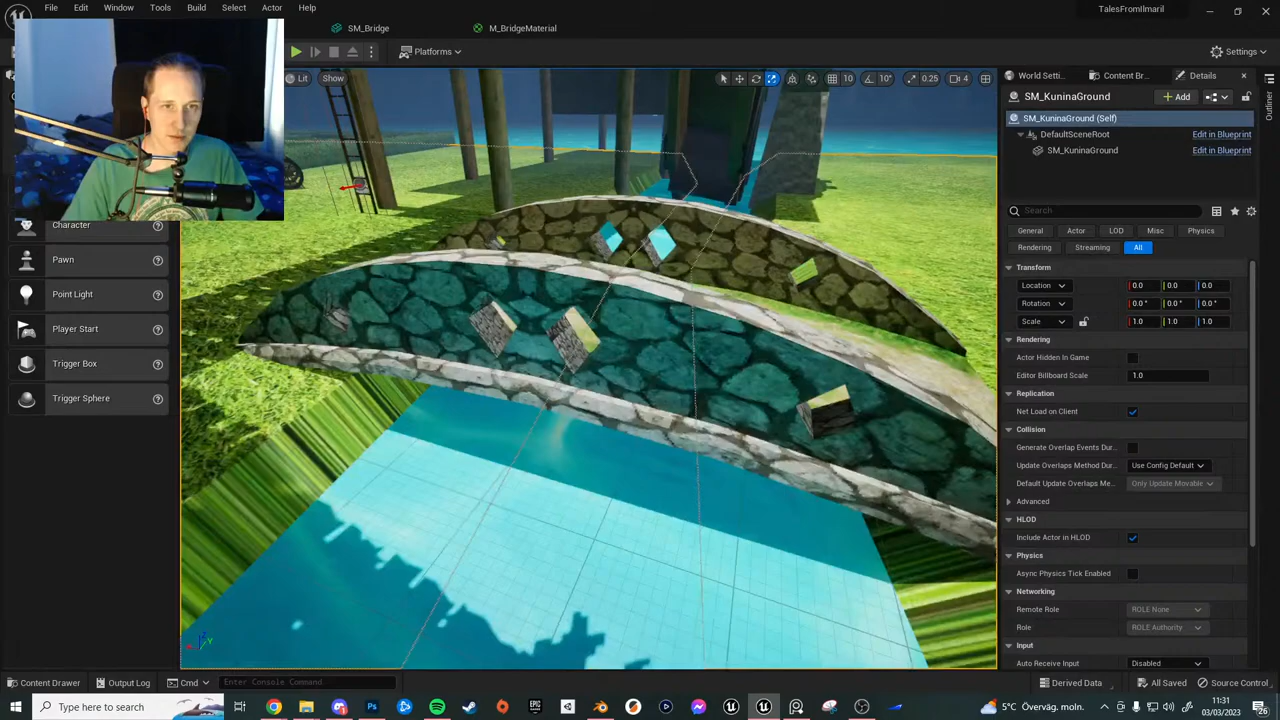 File Edit Window Tools Build Select Actor Help
TalesFromImaril
SM_Bridge
M_BridgeMaterial
Platforms
Settings
Lit Show
10 10° 0.25 4
World Setti...
Content Br...
Details
SM_KuninaGround
Add
SM_KuninaGround (Self)
DefaultSceneRoot Edit in Blueprint
SM_KuninaGround Edit in Blueprint
Search
General Actor LOD Misc Physics
Rendering Streaming All
Transform
Location 0.0 0.0 0.0
Rotation 0.0° 0.0° 0.0°
Scale 1.0 1.0 1.0
Rendering
Actor Hidden In Game
Editor Billboard Scale 1.0
Replication
Net Load on Client
Collision
Generate Overlap Events Dur...
Update Overlaps Method Dur... Use Config Default
Default Update Overlaps Me... Only Update Movable
Advanced
HLOD
Include Actor in HLOD
Physics
Async Physics Tick Enabled
Networking
Remote Role ROLE None
Role ROLE Authority
Input
Auto Receive Input Disabled
Outliner
Character
Pawn
Point Light
Player Start
Trigger Box
Trigger Sphere
Content Drawer
Output Log
Cmd
Enter Console Command
Derived Data
All Saved
Source Control
Type here to search
5°C Overvåg. moln.
11:31
03/03/2023
26